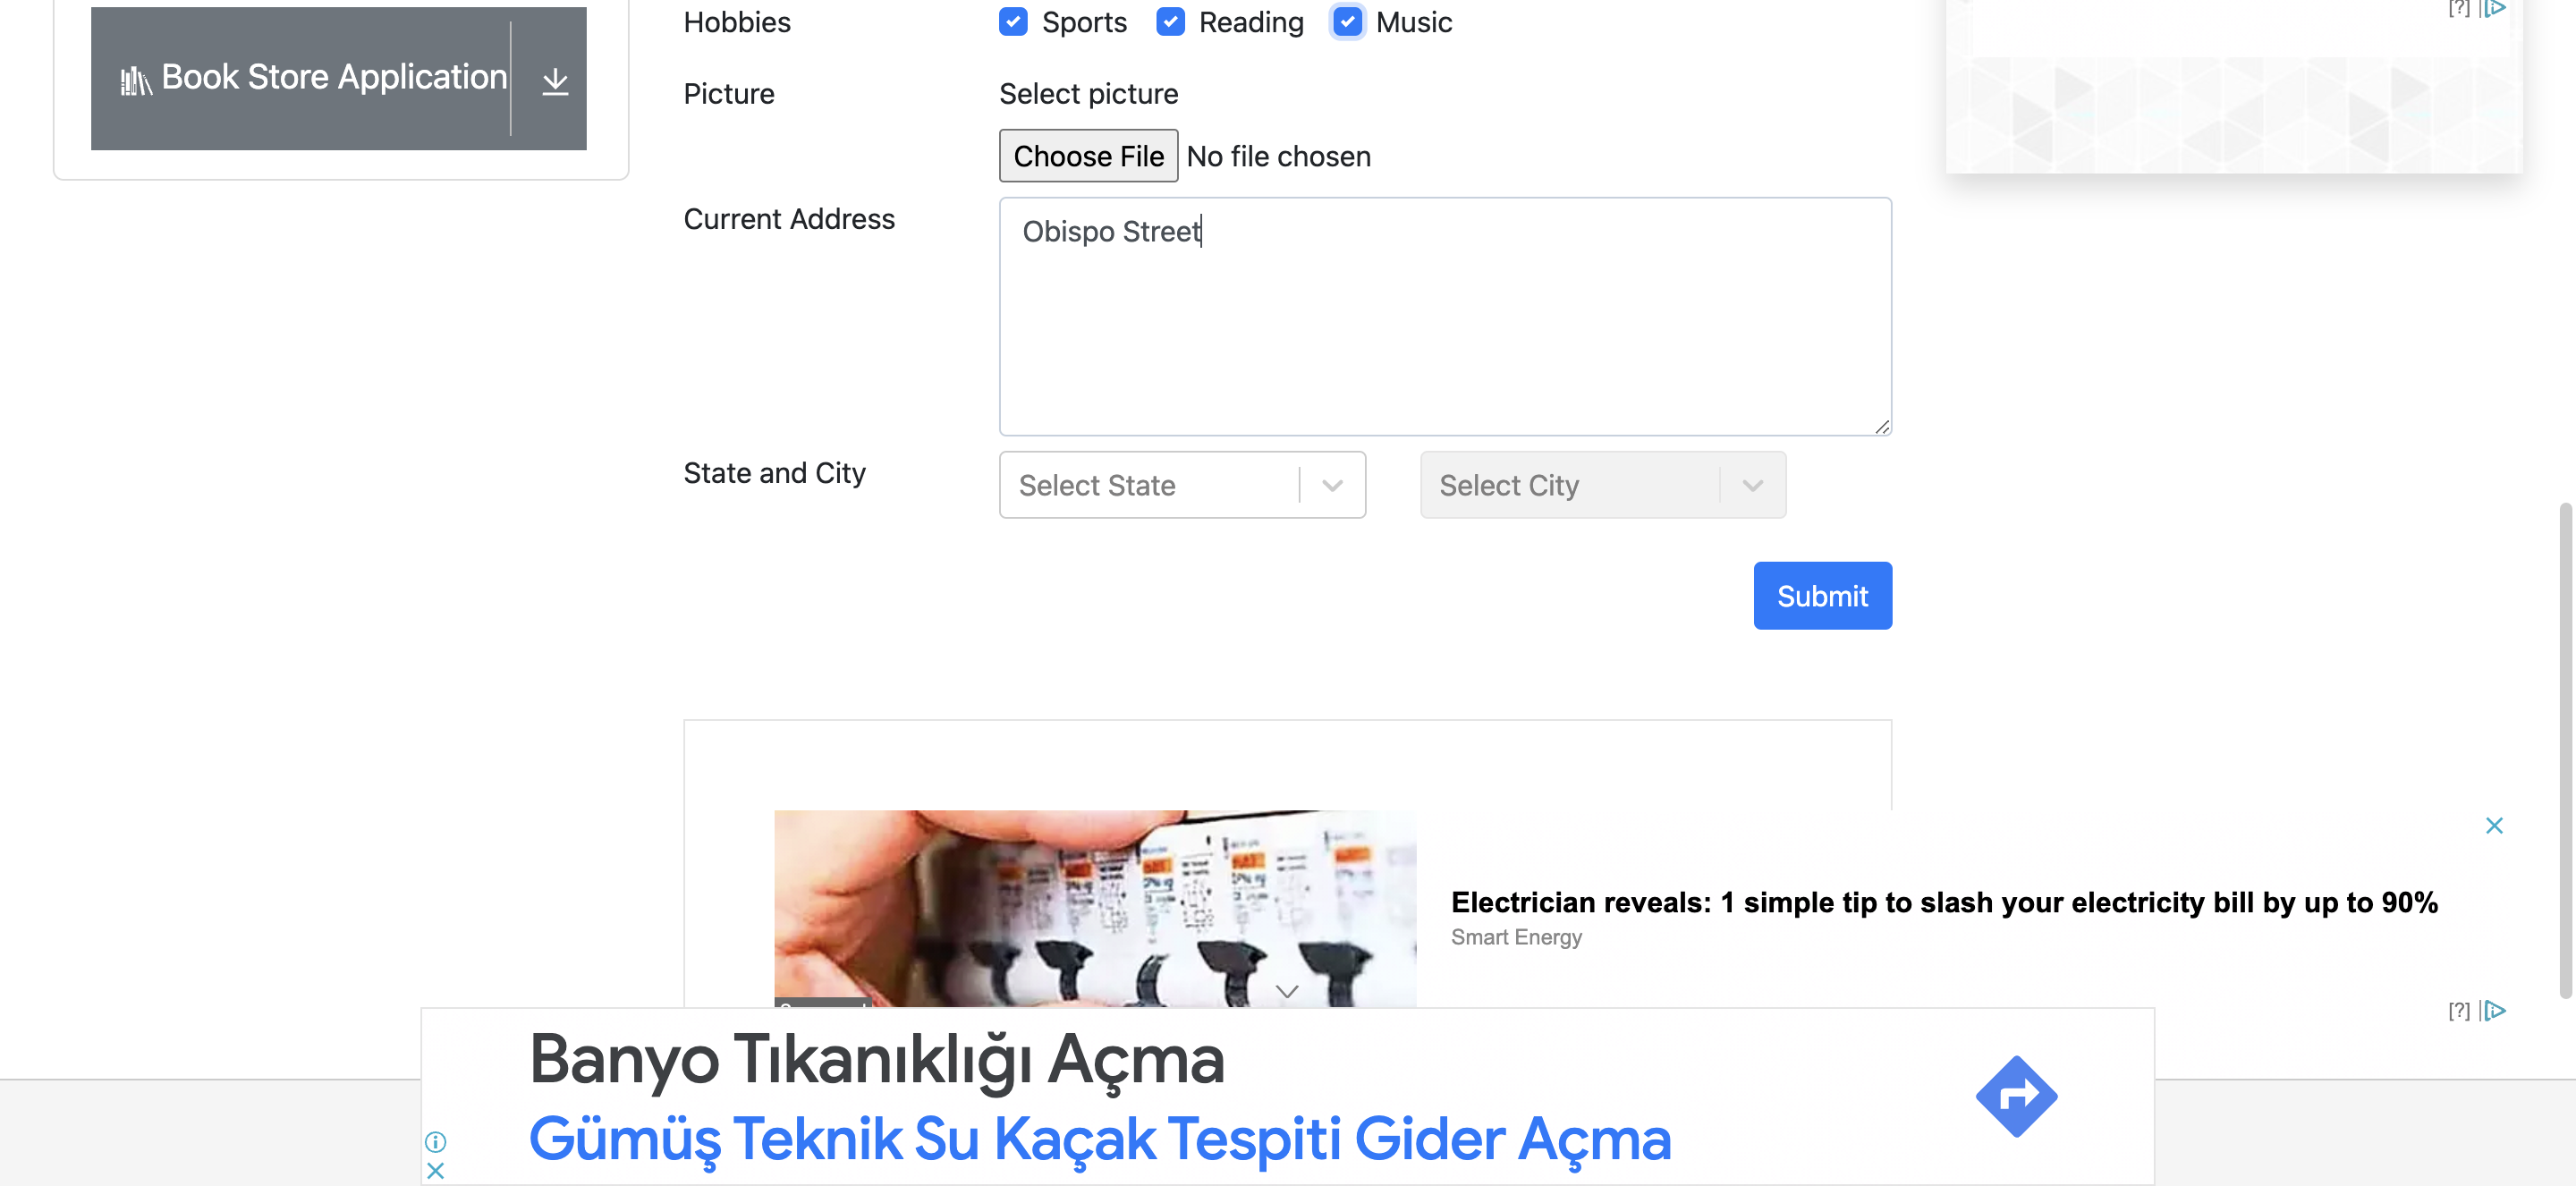 Hobbies
Sports Reading Music
[?]
Book Store Application
Picture
Select picture
Choose File No file chosen
Current Address
Obispo Street
State and City
Select State
Select City
Submit
Electrician reveals: 1 simple tip to slash your electricity bill by up to 90%
Smart Energy
[?]
Banyo Tıkanıklığı Açma
Gümüş Teknik Su Kaçak Tespiti Gider Açma